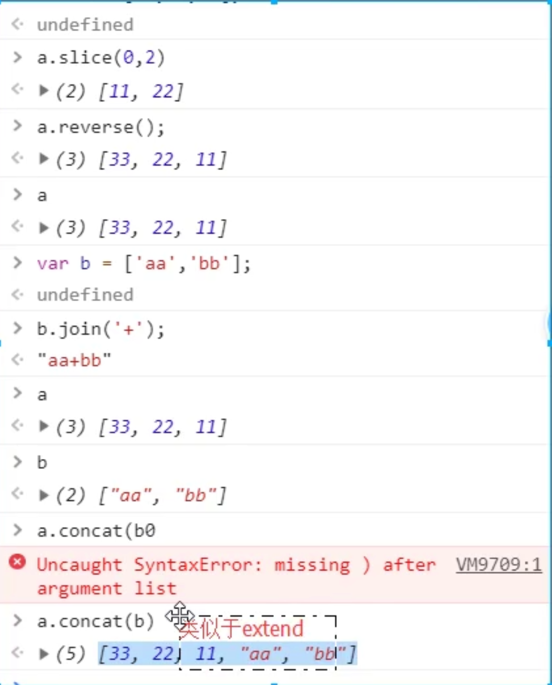 undefined
a.slice(0,2)
(2) [11, 22]
a.reverse();
(3) [33, 22, 11]
a
(3) [33, 22, 11]
var b = ['aa','bb'];
undefined
b.join('+');
"aa+bb"
a
(3) [33, 22, 11]
b
(2) ["aa", "bb"]
a.concat(b0
Uncaught SyntaxError: missing ) after VM9709:1
argument list
a.concat(b)
类似于extend
(5) [33, 22, 11, "aa", "bb"]